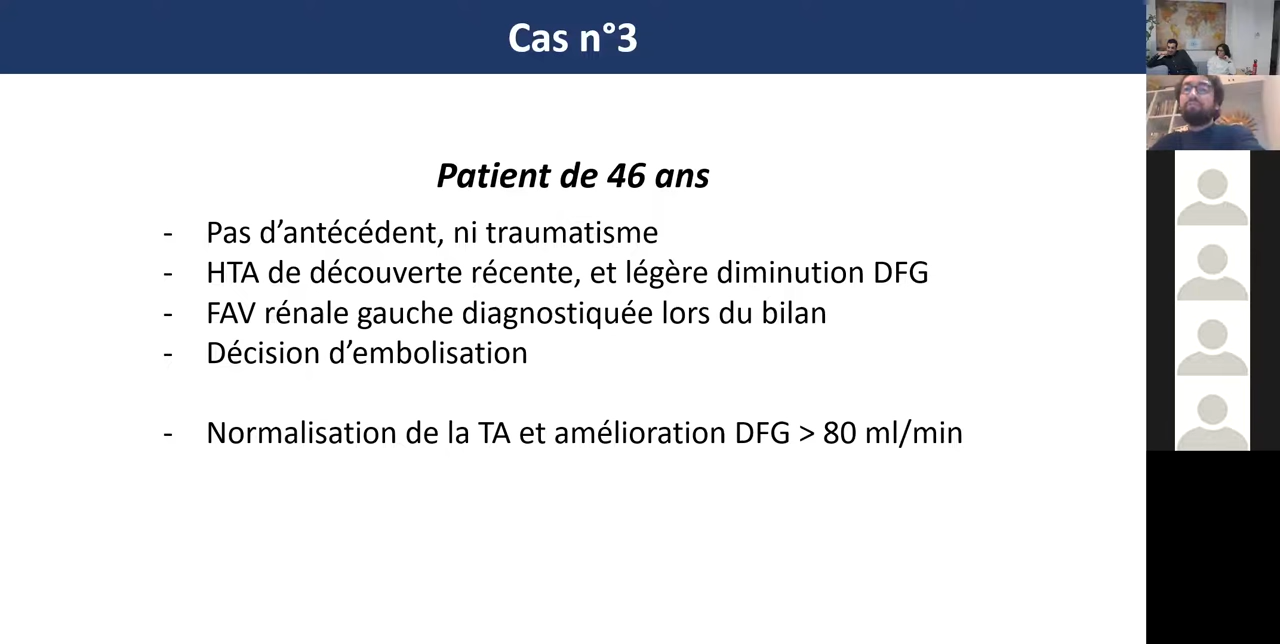 Cas n°3
Patient de 46 ans
- Pas d’antécédent, ni traumatisme
- HTA de découverte récente, et légère diminution DFG
- FAV rénale gauche diagnostiquée lors du bilan
- Décision d’embolisation
- Normalisation de la TA et amélioration DFG > 80 ml/min